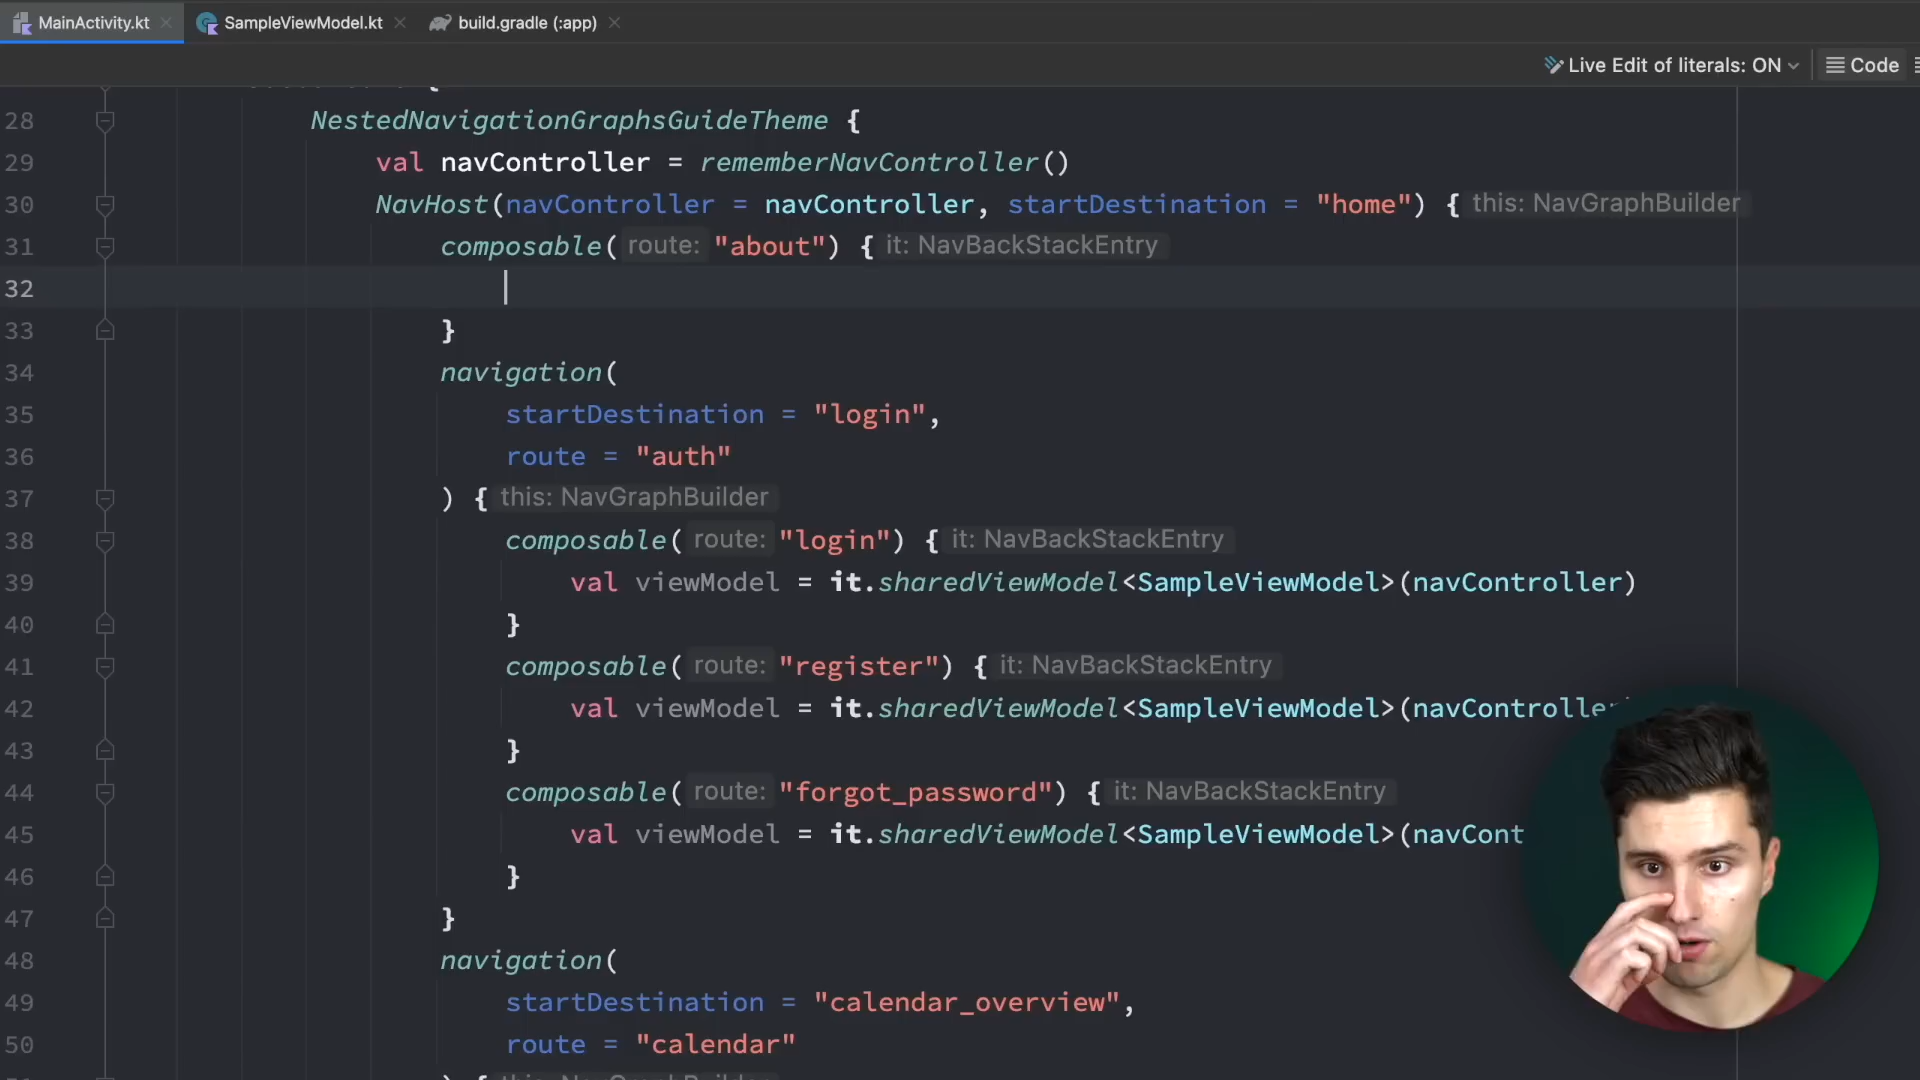 MainActivity.kt
SampleViewModel.kt
build.gradle (:app)
Live Edit of literals: ON
Code
28 NestedNavigationGraphsGuideTheme {
29 val navController = rememberNavController()
30 NavHost(navController = navController, startDestination = "home") { this: NavGraphBuilder
31 composable( route: "about") { it: NavBackStackEntry
32
33 }
34 navigation(
35 startDestination = "login",
36 route = "auth"
37 ) { this: NavGraphBuilder
38 composable( route: "login") { it: NavBackStackEntry
39 val viewModel = it.sharedViewModel<SampleViewModel>(navController)
40 }
41 composable( route: "register") { it: NavBackStackEntry
42 val viewModel = it.sharedViewModel<SampleViewModel>(navController
43 }
44 composable( route: "forgot_password") { it: NavBackStackEntry
45 val viewModel = it.sharedViewModel<SampleViewModel>(navCont
46 }
47 }
48 navigation(
49 startDestination = "calendar_overview",
50 route = "calendar"